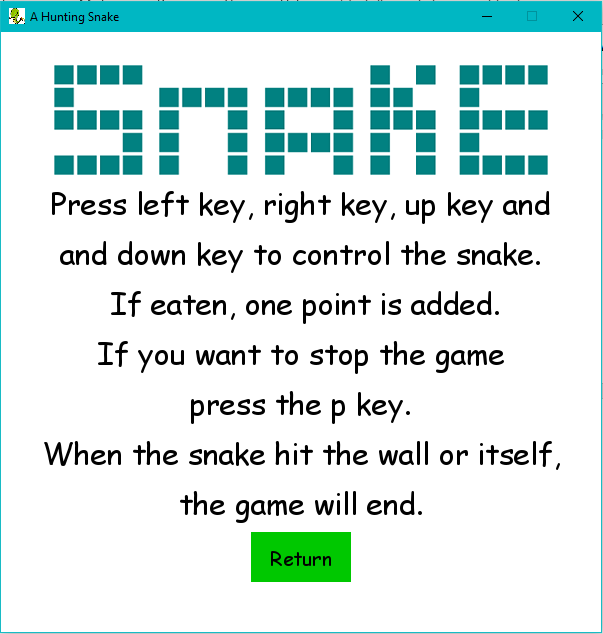 A Hunting Snake
SnaKE
Press left key, right key, up key and
and down key to control the snake.
If eaten, one point is added.
If you want to stop the game
press the p key.
When the snake hit the wall or itself,
the game will end.
Return